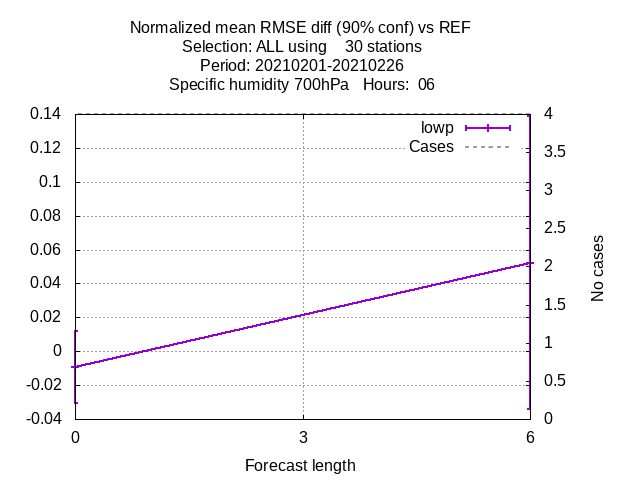 Normalized mean RMSE diff (90% conf) vs REF
Selection: ALL using    30 stations
Period: 20210201-20210226
Specific humidity 700hPa   Hours:  06
0.14
0.12
0.1
0.08
0.06
0.04
0.02
0
-0.02
-0.04
lowp
Cases
4
3.5
3
2.5
2
1.5
1
0.5
0
No cases
0
3
6
Forecast length